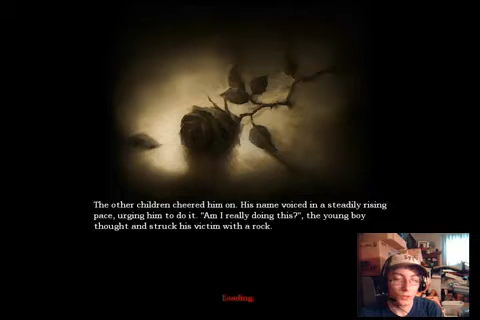 The other children cheered him on. His name voiced in a steadily rising
pace, urging him to do it. "Am I really doing this?", the young boy
thought and struck his victim with a rock.
Loading.